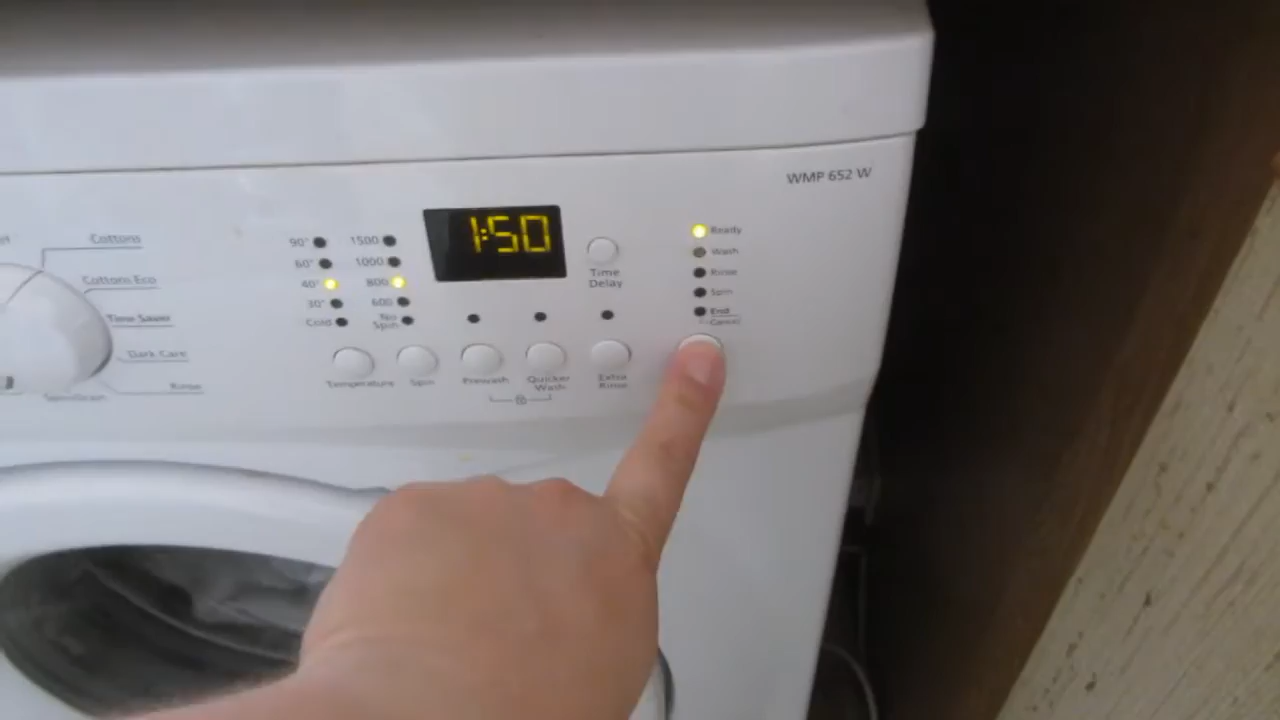 WMP 652 W
1:50
Cottons
Cottons Eco
Time Saver
Dark Care
Rinse
90°
60°
40°
30°
Cold
1500
1000
800
600
No
Spin
Time
Delay
Ready
Wash
Rinse
Spin
End
Cancel
Temperature
Spin
Prewash
Quicker
Wash
Extra
Rinse